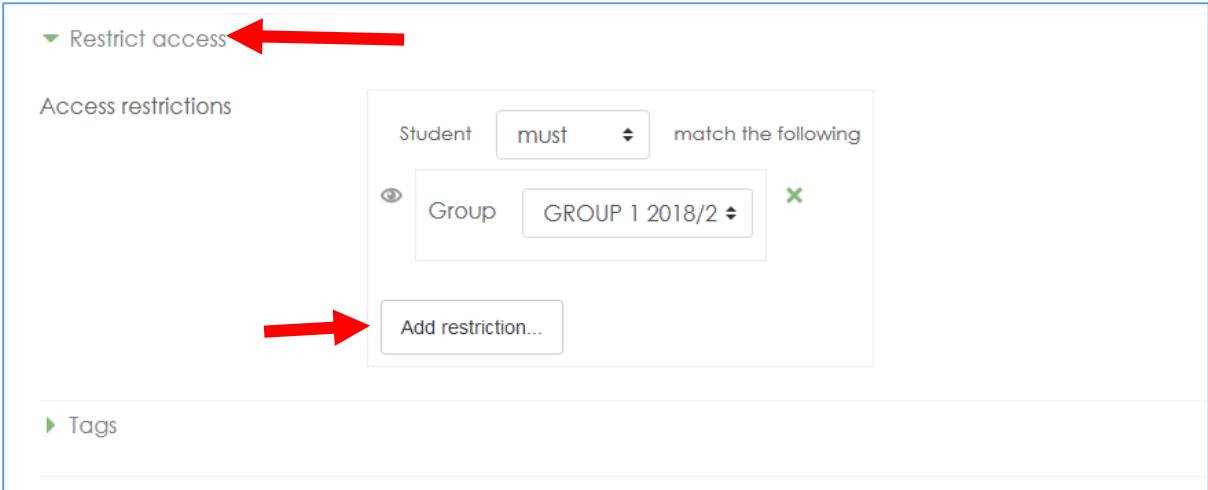 Restrict access
Access restrictions
Student must match the following
Group GROUP 1 2018/2
Add restriction...
Tags